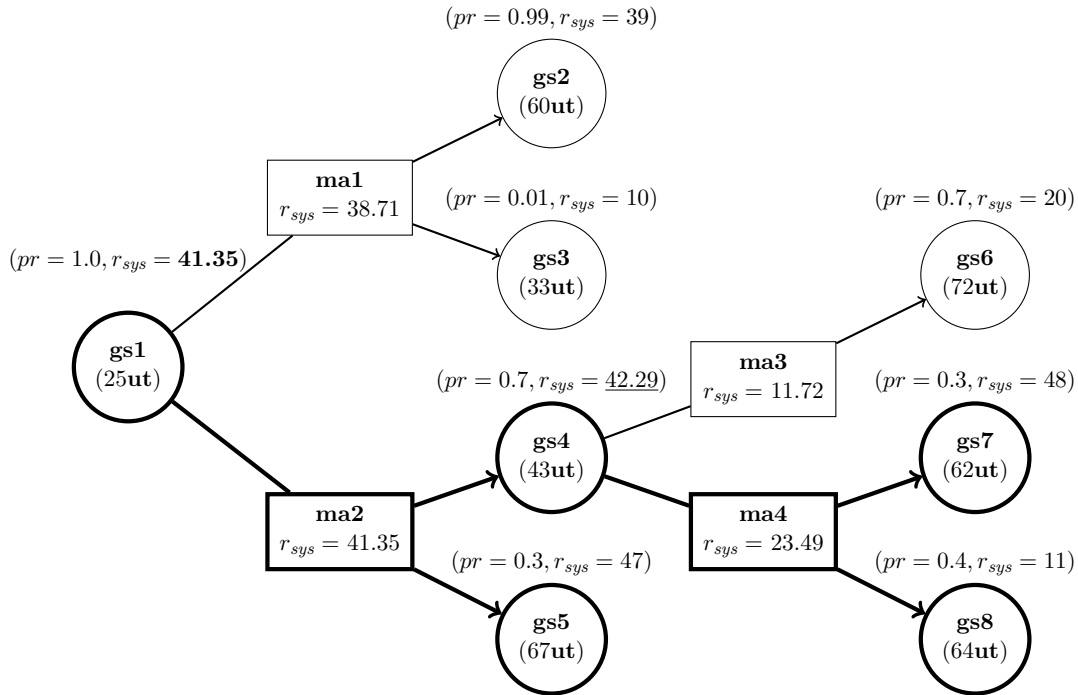 (pr = 0.99, r_sys = 39)
gs2
(60ut)
ma1
r_sys = 38.71
(pr = 0.01, r_sys = 10)
gs3
(33ut)
(pr = 0.7, r_sys = 20)
gs6
(72ut)
(pr = 1.0, r_sys = 41.35)
gs1
(25ut)
ma3
r_sys = 11.72
(pr = 0.7, r_sys = 42.29)
gs4
(43ut)
(pr = 0.3, r_sys = 48)
gs7
(62ut)
ma2
r_sys = 41.35
ma4
r_sys = 23.49
(pr = 0.3, r_sys = 47)
gs5
(67ut)
(pr = 0.4, r_sys = 11)
gs8
(64ut)